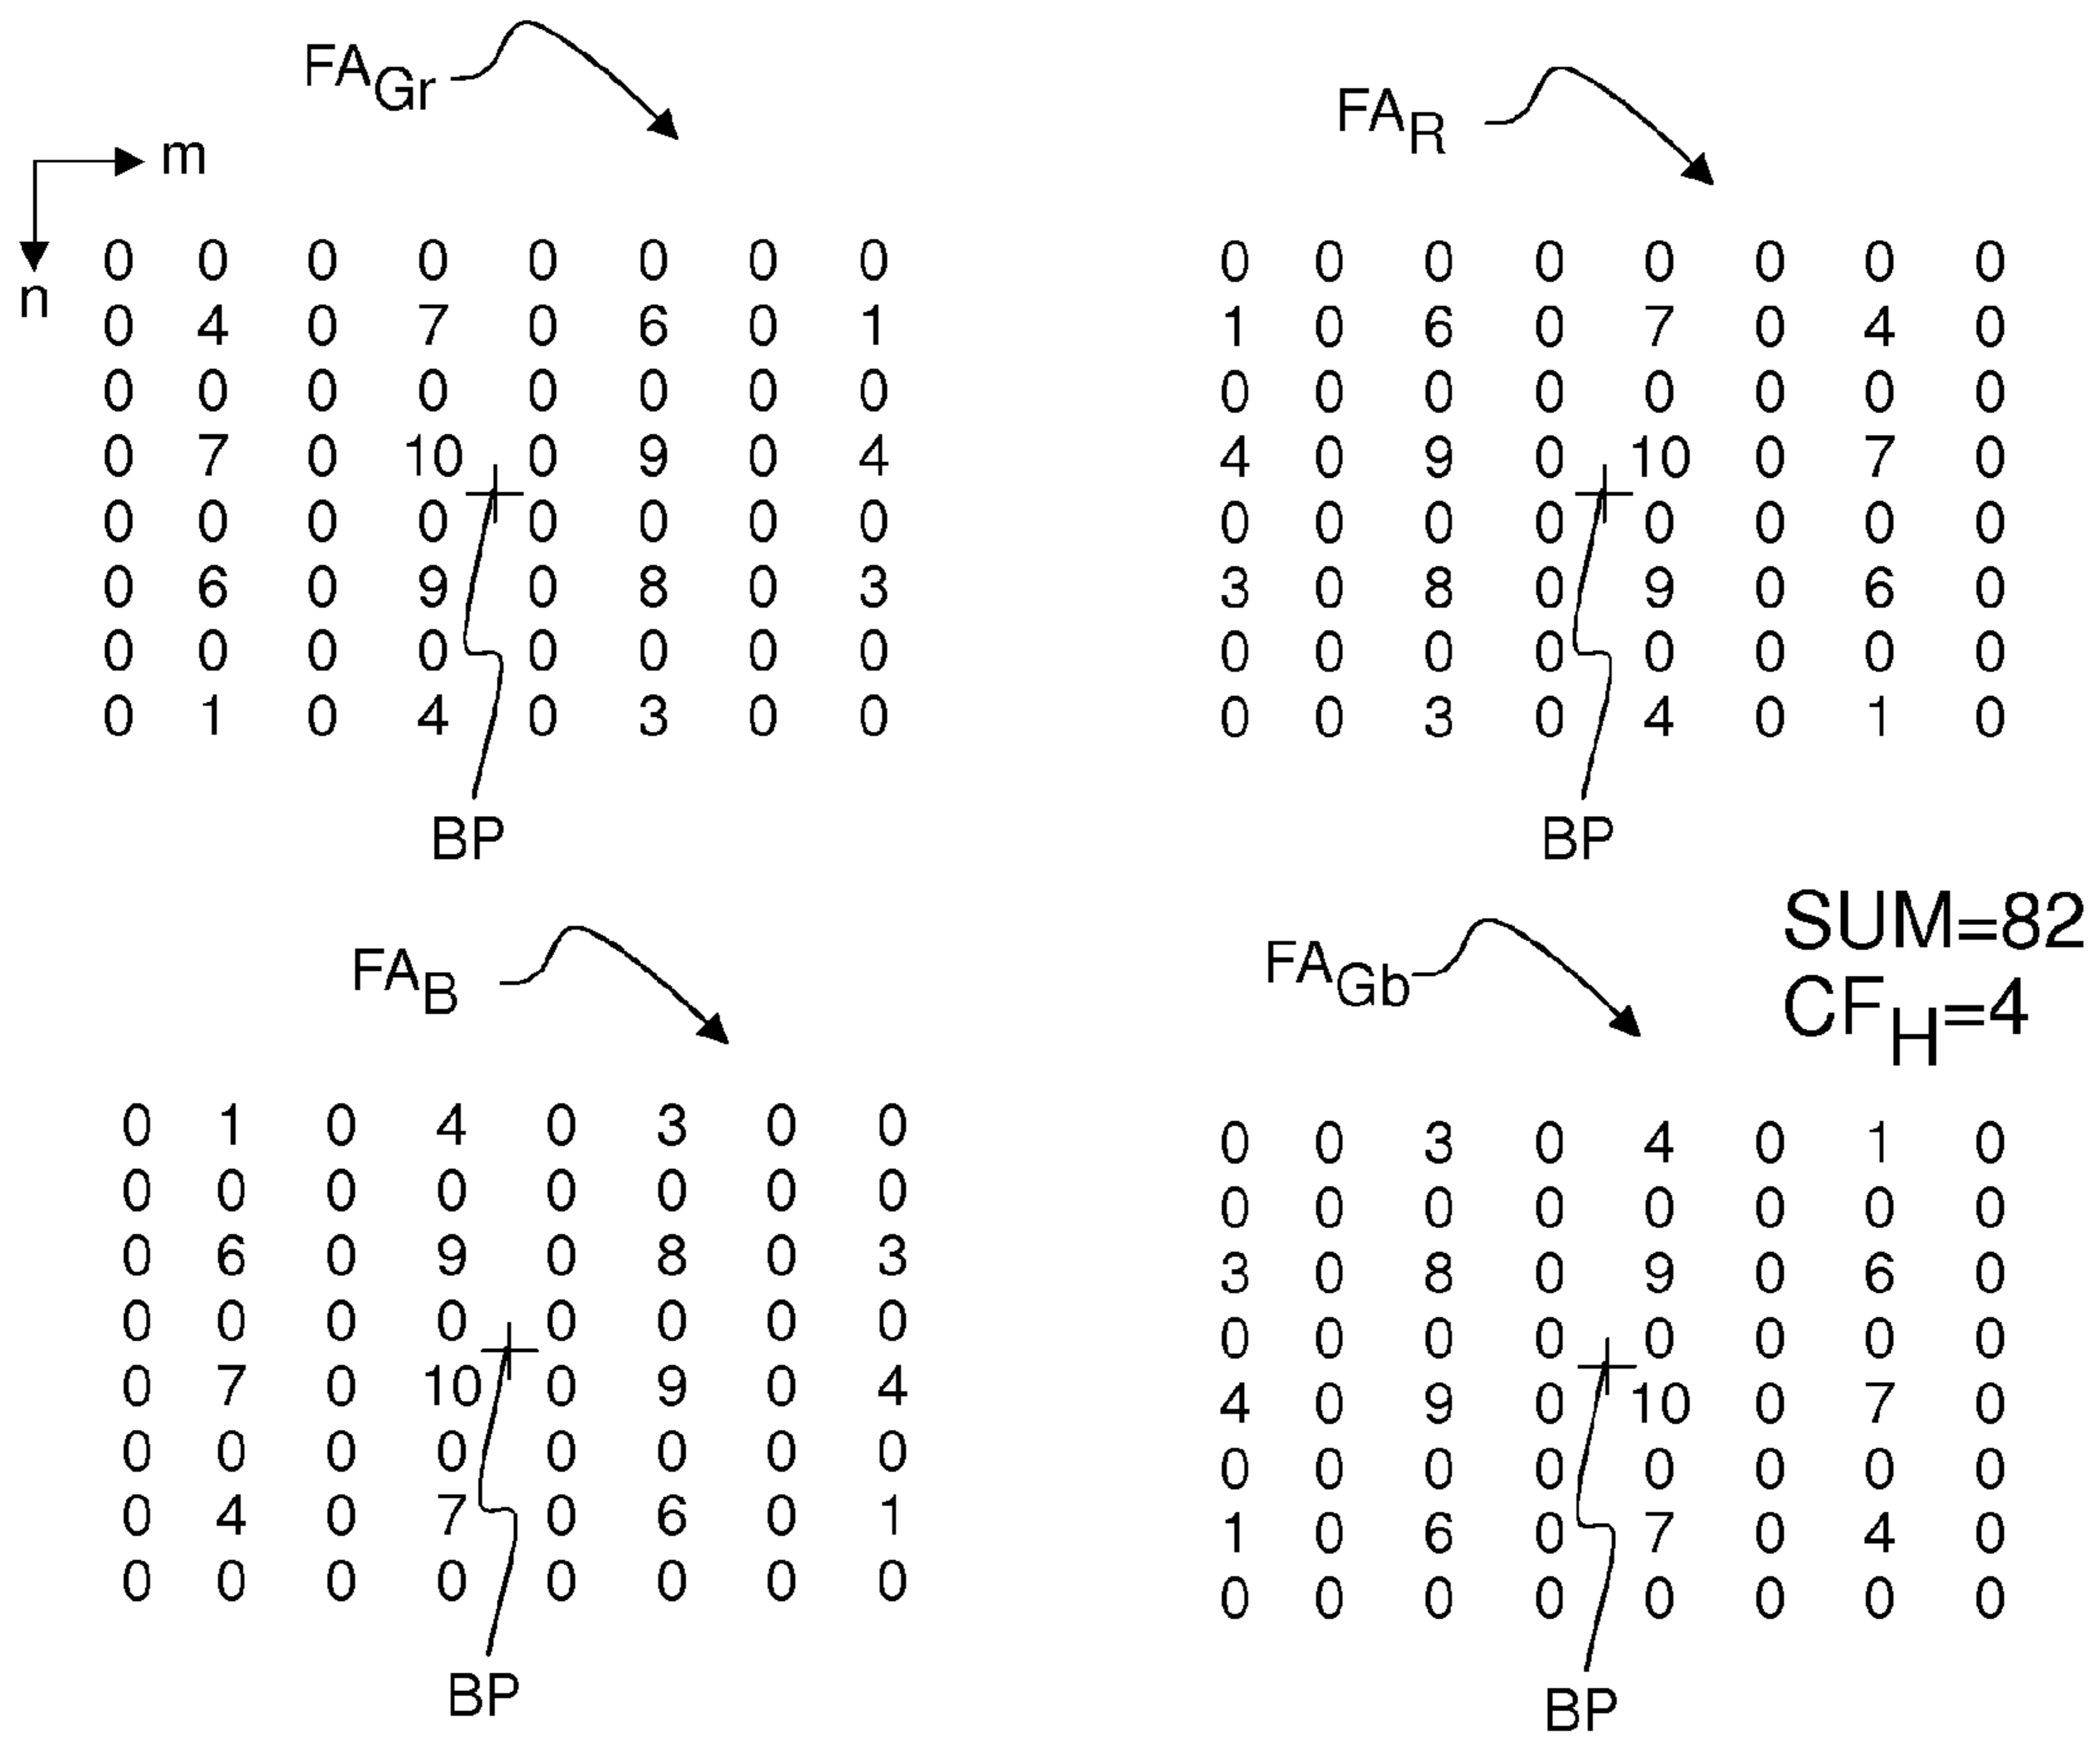 FAGr
m
n
0 0 0 0 0 0 0 0
0 4 0 7 0 6 0 1
0 0 0 0 0 0 0 0
0 7 0 10 0 9 0 4
0 0 0 0 0 0 0 0
0 6 0 9 0 8 0 3
0 0 0 0 0 0 0 0
0 1 0 4 0 3 0 0
BP
FAR
0 0 0 0 0 0 0 0
1 0 6 0 7 0 4 0
0 0 0 0 0 0 0 0
4 0 9 0 10 0 7 0
0 0 0 0 0 0 0 0
3 0 8 0 9 0 6 0
0 0 0 0 0 0 0 0
0 0 3 0 4 0 1 0
BP
SUM=82
CFH=4
FAB
0 1 0 4 0 3 0 0
0 0 0 0 0 0 0 0
0 6 0 9 0 8 0 3
0 0 0 0 0 0 0 0
0 7 0 10 0 9 0 4
0 0 0 0 0 0 0 0
0 4 0 7 0 6 0 1
0 0 0 0 0 0 0 0
BP
FAGb
0 0 3 0 4 0 1 0
0 0 0 0 0 0 0 0
3 0 8 0 9 0 6 0
0 0 0 0 0 0 0 0
4 0 9 0 10 0 7 0
0 0 0 0 0 0 0 0
1 0 6 0 7 0 4 0
0 0 0 0 0 0 0 0
BP